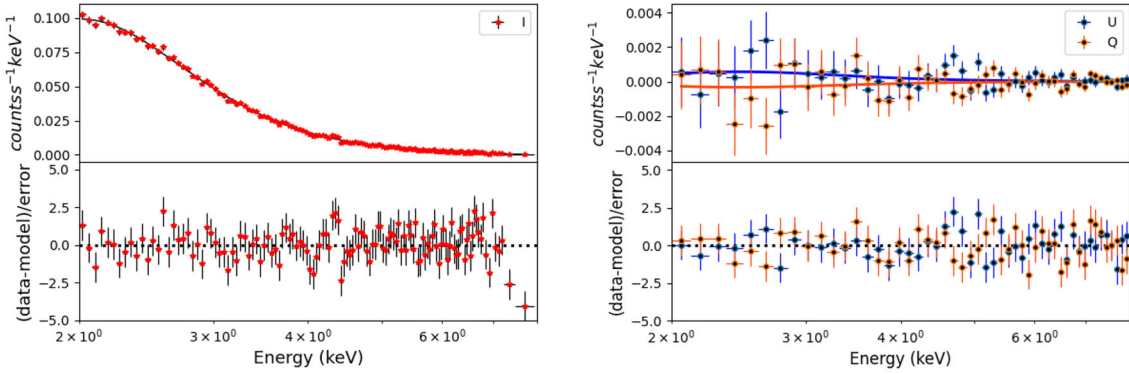 countss⁻¹keV⁻¹
0.100
0.075
0.050
0.025
0.000
I
(data-model)/error
5.0
2.5
0.0
−2.5
−5.0
2 × 10⁰
3 × 10⁰
4 × 10⁰
6 × 10⁰
Energy (keV)
countss⁻¹keV⁻¹
0.004
0.002
0.000
−0.002
−0.004
U
Q
(data-model)/error
5.0
2.5
0.0
−2.5
−5.0
2 × 10⁰
3 × 10⁰
4 × 10⁰
6 × 10⁰
Energy (keV)